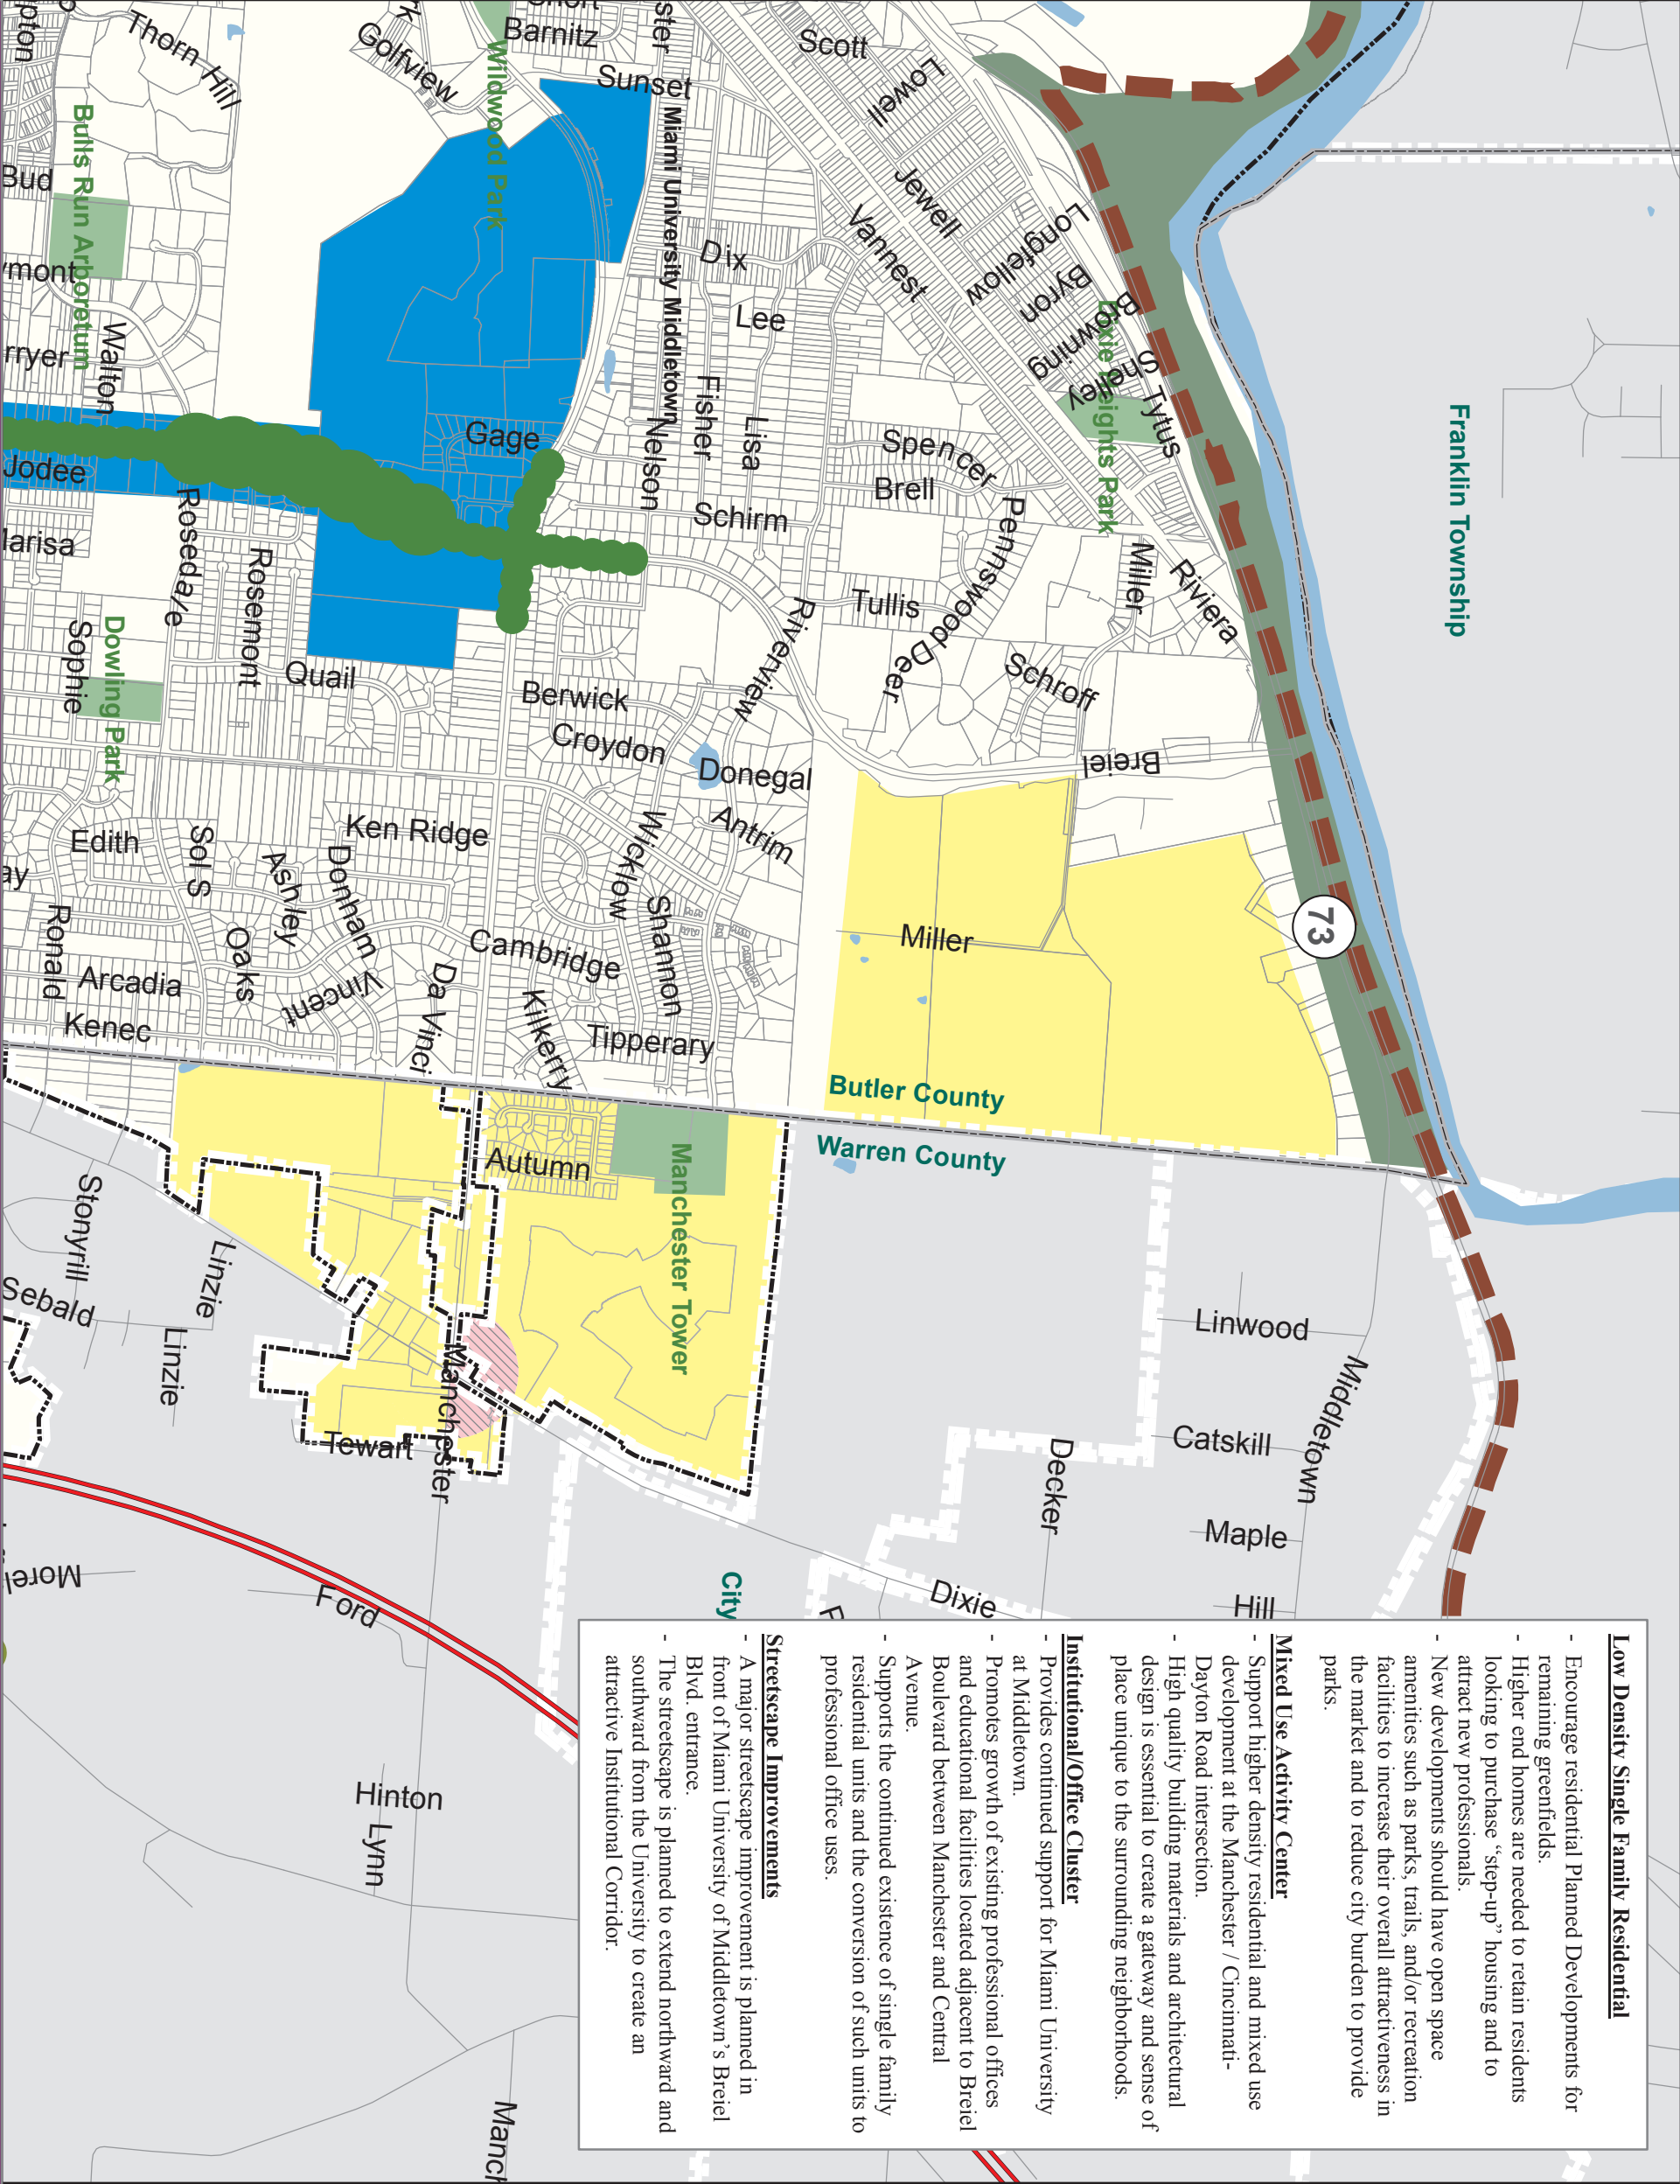 Low Density Single Family Residential
- Encourage residential Planned Developments for
remaining greenfields.
- Higher end homes are needed to retain residents
looking to purchase “step-up” housing and to
attract new professionals.
- New developments should have open space
amenities such as parks, trails, and/or recreation
facilities to increase their overall attractiveness in
the market and to reduce city burden to provide
parks.
Mixed Use Activity Center
- Support higher density residential and mixed use
development at the Manchester / Cincinnati-
Dayton Road intersection.
- High quality building materials and architectural
design is essential to create a gateway and sense of
place unique to the surrounding neighborhoods.
Institutional/Office Cluster
- Provides continued support for Miami University
at Middletown.
- Promotes growth of existing professional offices
and educational facilities located adjacent to Breiel
Boulevard between Manchester and Central
Avenue.
- Supports the continued existence of single family
residential units and the conversion of such units to
professional office uses.
Streetscape Improvements
- A major streetscape improvement is planned in
front of Miami University of Middletown’s Breiel
Blvd. entrance.
- The streetscape is planned to extend northward and
southward from the University to create an
attractive Institutional Corridor.
Franklin Township
73
Butler County
Warren County
City
Miami University Middletown
Wildwood Park
Bulls Run Arboretum
Dixie Heights Park
Dowling Park
Manchester Tower
Thorn Hill
Golfview
Barnitz
Sunset
Scott
Lowell
Jewell
Vannest
Longfellow
Byron
Browning
Shelley
Tytus
Dix
Lee
Fisher
Lisa
Nelson
Spencer
Brell
Schirm
Pennswood
Miller
Riviera
Tullis
Deer
Schroff
Riverview
Breiel
Bud
Walton
Gage
Jodee
Rosedale
Rosemont
Sophie
Quail
Berwick
Croydon
Donegal
Antrim
Wicklow
Shannon
Ken Ridge
Edith
Sol S
Ashley
Donham
Oaks
Vincent
Ronald
Arcadia
Kenec
Cambridge
Da Vinci
Kilkerry
Tipperary
Miller
Autumn
Stonyrill
Linzie
Linzie
Sebald
Tewart
Manchester
Linwood
Middletown
Catskill
Decker
Maple
Hill
Dixie
Ford
Morel
Hinton
Lynn
Manch